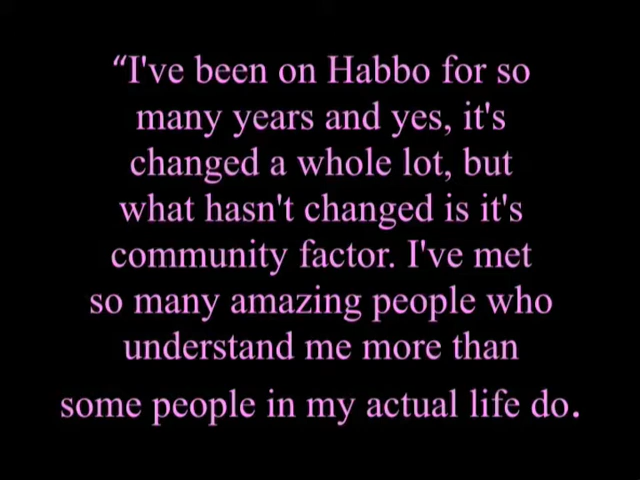 “I've been on Habbo for so
many years and yes, it's
changed a whole lot, but
what hasn't changed is it's
community factor. I've met
so many amazing people who
understand me more than
some people in my actual life do.